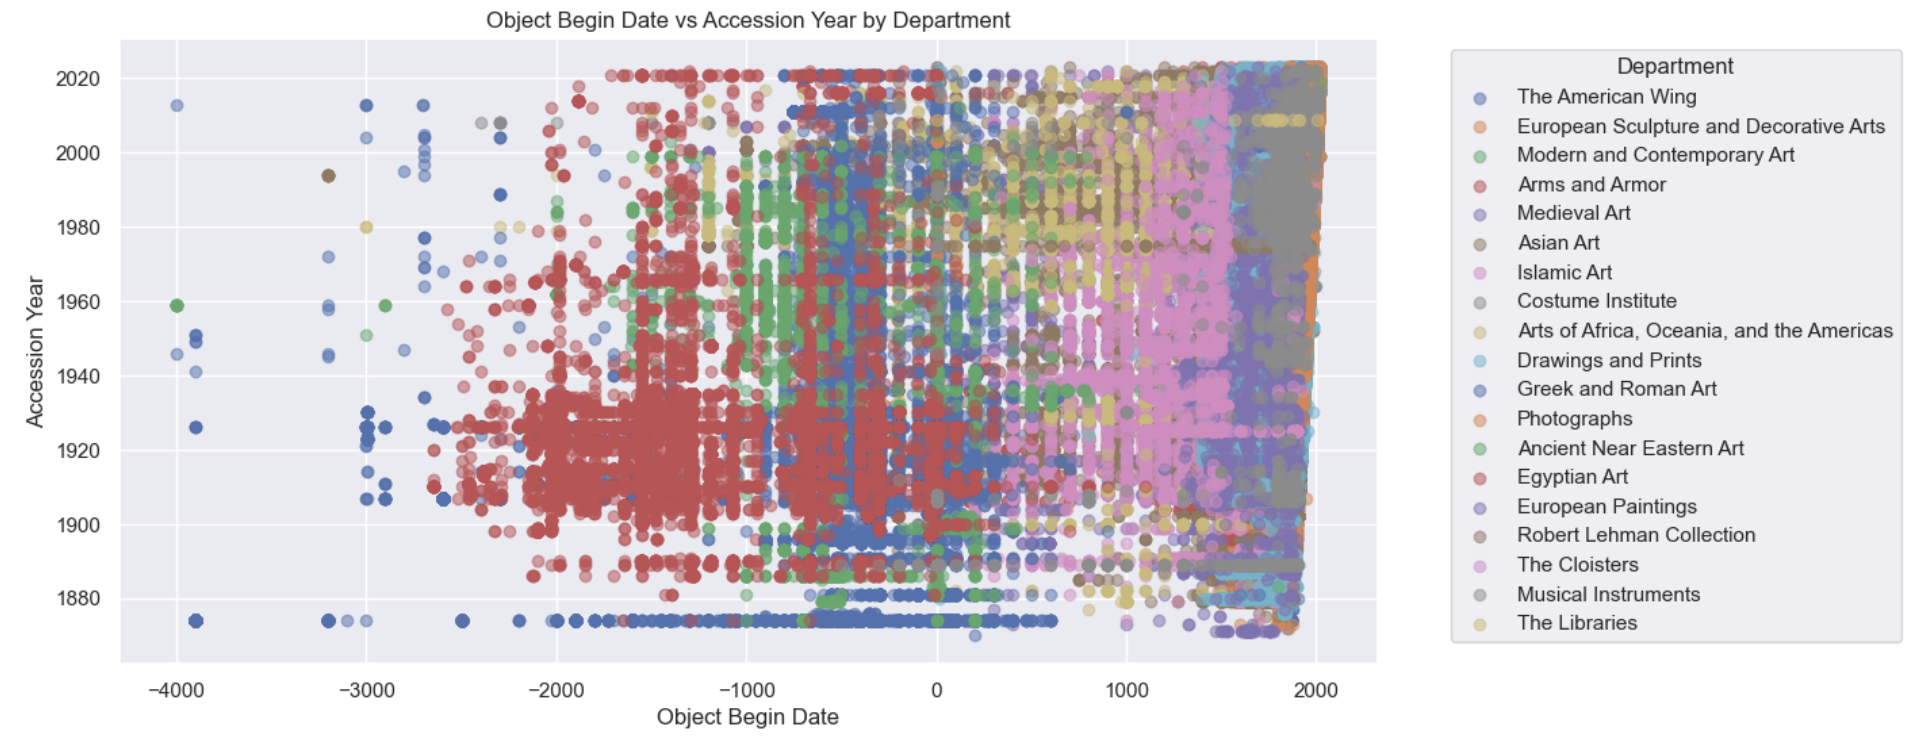 Object Begin Date vs Accession Year by Department
Accession Year
2020
2000
1980
1960
1940
1920
1900
1880
−4000
−3000
−2000
−1000
0
1000
2000
Object Begin Date
Department
The American Wing
European Sculpture and Decorative Arts
Modern and Contemporary Art
Arms and Armor
Medieval Art
Asian Art
Islamic Art
Costume Institute
Arts of Africa, Oceania, and the Americas
Drawings and Prints
Greek and Roman Art
Photographs
Ancient Near Eastern Art
Egyptian Art
European Paintings
Robert Lehman Collection
The Cloisters
Musical Instruments
The Libraries